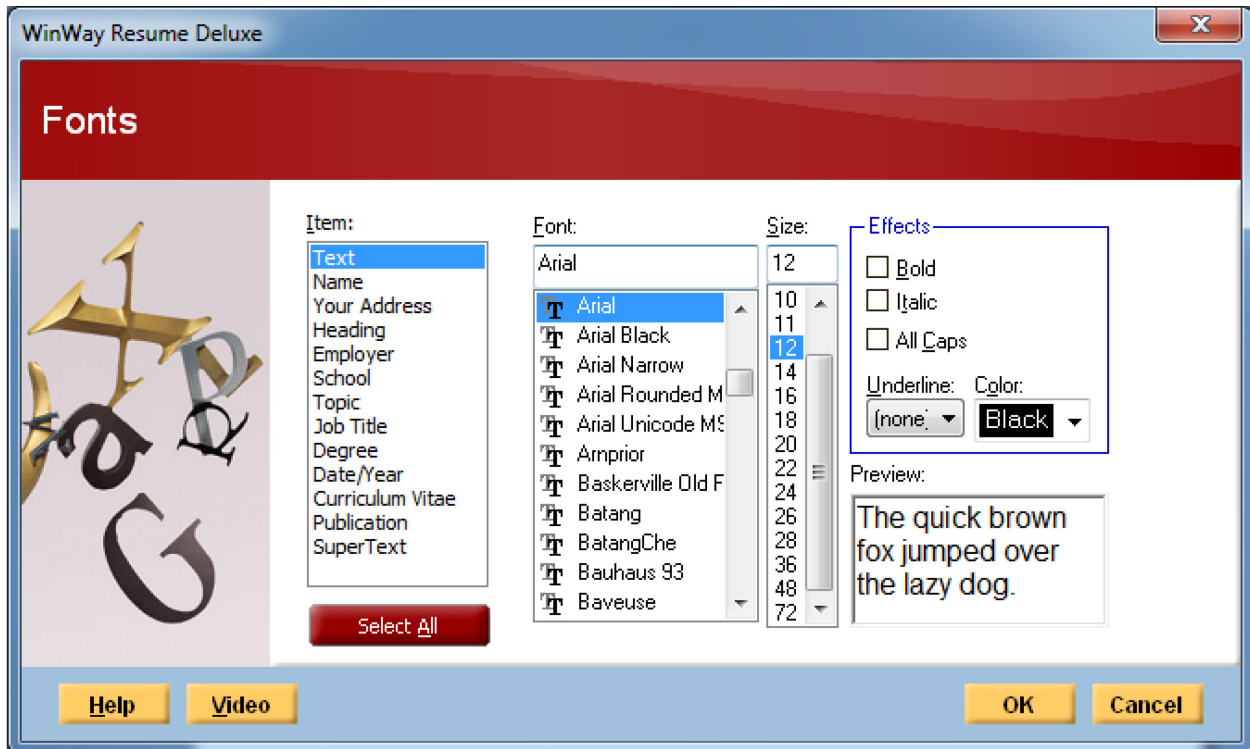 WinWay Resume Deluxe
X
Fonts
Item:
Text
Name
Your Address
Heading
Employer
School
Topic
Job Title
Degree
Date/Year
Curriculum Vitae
Publication
SuperText
Select All
Font:
Arial
Arial
Arial Black
Arial Narrow
Arial Rounded M
Arial Unicode MS
Arnprior
Baskerville Old F
Batang
BatangChe
Bauhaus 93
Baveuse
Size:
12
10
11
12
14
16
18
20
22
24
26
28
36
48
72
Effects
Bold
Italic
All Caps
Underline: Color:
(none) Black
Preview:
The quick brown
fox jumped over
the lazy dog.
Help Video OK Cancel